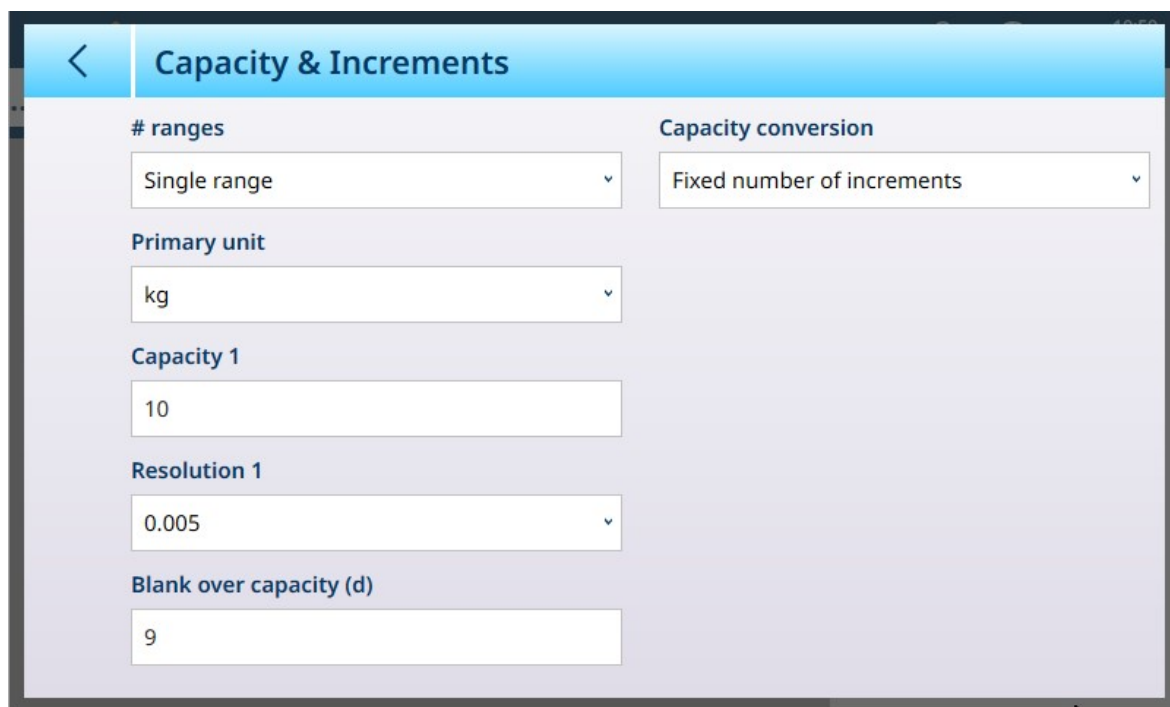 Capacity & Increments
# ranges
Single range
Primary unit
kg
Capacity 1
10
Resolution 1
0.005
Blank over capacity (d)
9
Capacity conversion
Fixed number of increments